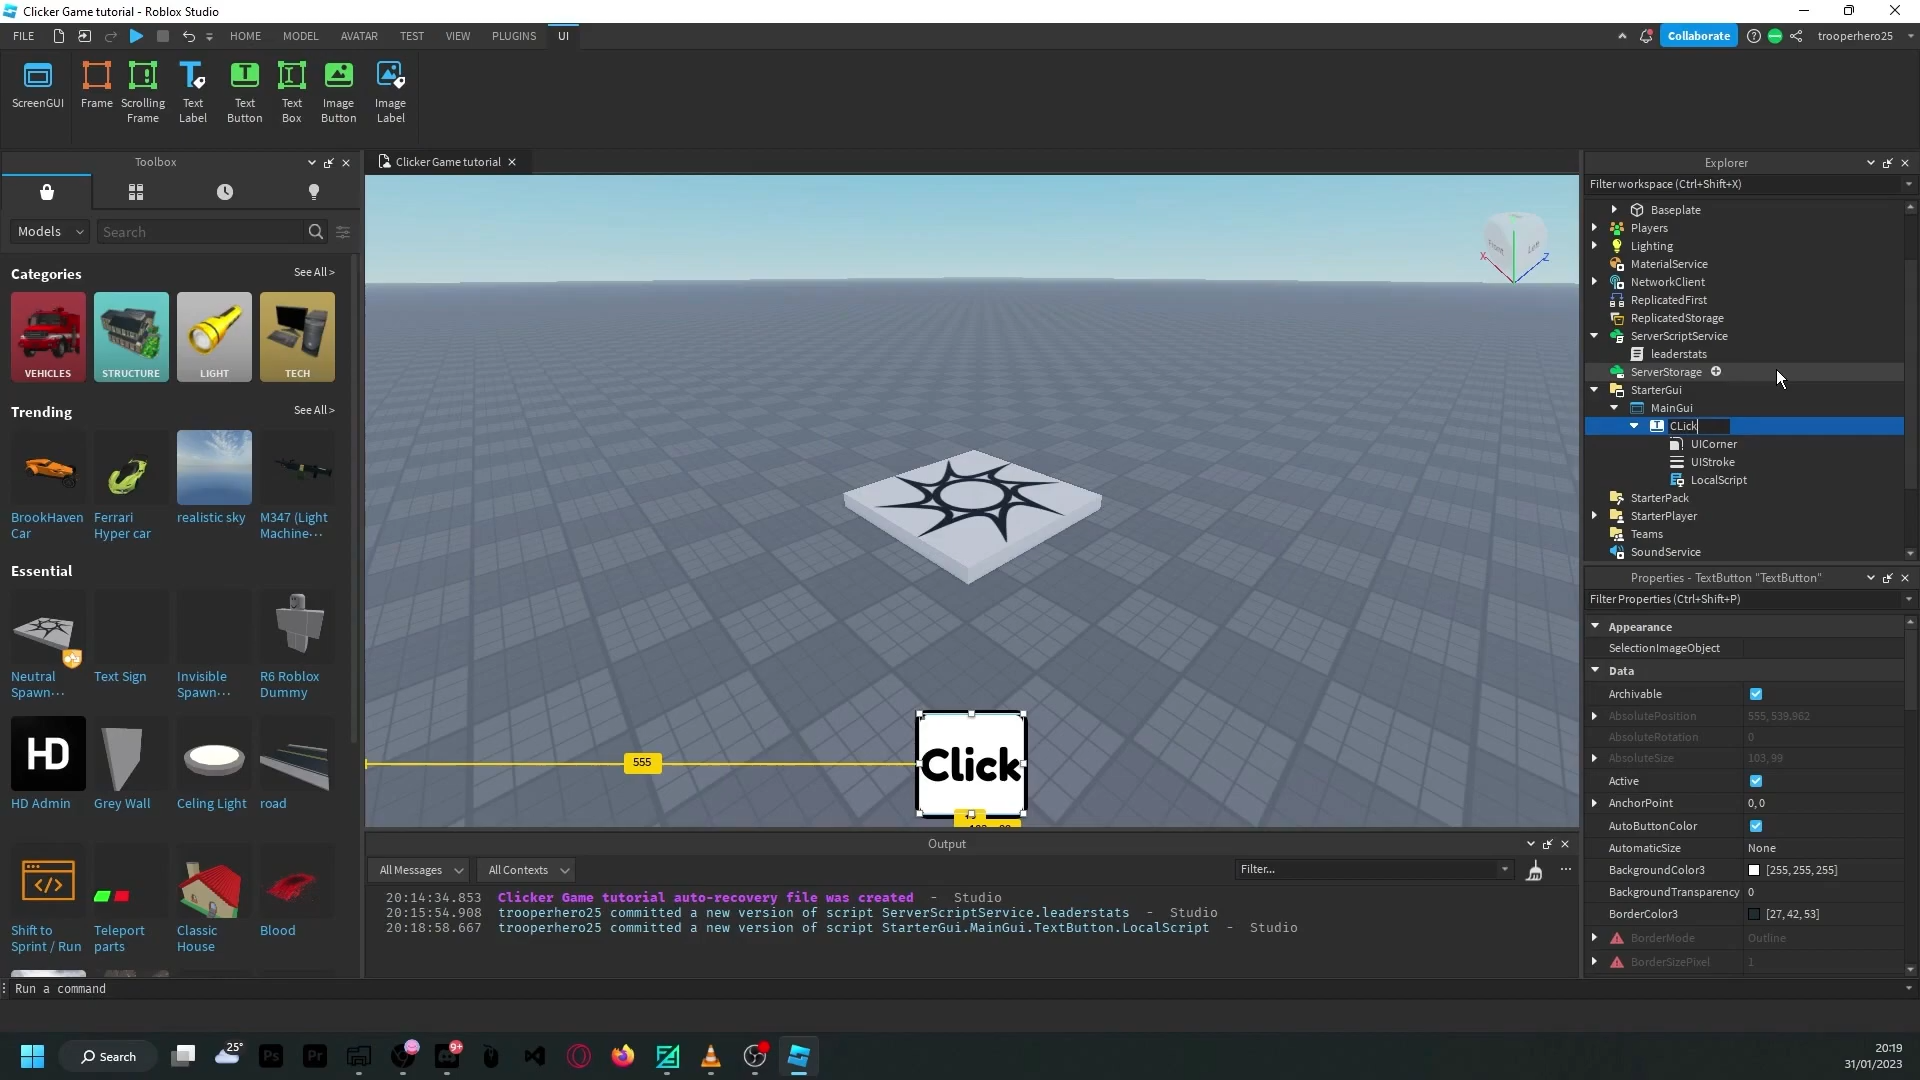 Clicker Game tutorial - Roblox Studio
FILE HOME MODEL AVATAR TEST VIEW PLUGINS UI Collaborate trooperhero25
ScreenGUI Frame Scrolling Frame Text Label Text Button Text Box Image Button Image Label
Toolbox
Models Search
Categories See All >
VEHICLES STRUCTURE LIGHT TECH
Trending See All >
BrookHaven Car Ferrari Hyper car realistic sky M347 (Light Machine···
Essential
Neutral Spawn··· Text Sign Invisible Spawn··· R6 Roblox Dummy
HD
HD Admin Grey Wall Celing Light road
Shift to Sprint / Run Teleport parts Classic House Blood
Clicker Game tutorial
X Z
555
Click
Output
All Messages All Contexts Filter...
20:14:34.853 Clicker Game tutorial auto-recovery file was created - Studio
20:15:54.908 trooperhero25 committed a new version of script ServerScriptService.leaderstats - Studio
20:18:58.667 trooperhero25 committed a new version of script StarterGui.MainGui.TextButton.LocalScript - Studio
Explorer
Filter workspace (Ctrl+Shift+X)
Baseplate
Players
Lighting
MaterialService
NetworkClient
ReplicatedFirst
ReplicatedStorage
ServerScriptService
leaderstats
ServerStorage
StarterGui
MainGui
CLick
UICorner
UIStroke
LocalScript
StarterPack
StarterPlayer
Teams
SoundService
Properties - TextButton "TextButton"
Filter Properties (Ctrl+Shift+P)
Appearance
SelectionImageObject
Data
Archivable
AbsolutePosition 555, 539.962
AbsoluteRotation 0
AbsoluteSize 103, 99
Active
AnchorPoint 0, 0
AutoButtonColor
AutomaticSize None
BackgroundColor3 [255, 255, 255]
BackgroundTransparency 0
BorderColor3 [27, 42, 53]
BorderMode Outline
BorderSizePixel 1
Run a command
Search 25° Ps Pr 9+
20:19
31/01/2023